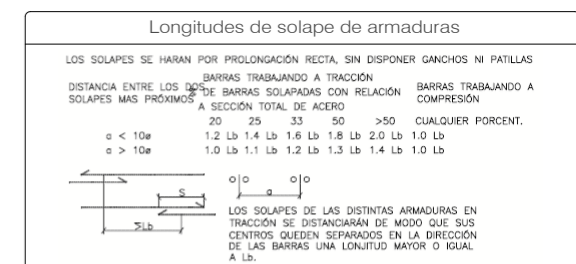 Longitudes de solape de armaduras
LOS SOLAPES SE HARAN POR PROLONGACIÓN RECTA, SIN DISPONER GANCHOS NI PATILLAS
BARRAS TRABAJANDO A TRACCIÓN
DISTANCIA ENTRE LOS DOS
SOLAPES MAS PRÓXIMOS
% DE BARRAS SOLAPADAS CON RELACIÓN
A SECCIÓN TOTAL DE ACERO
BARRAS TRABAJANDO A
COMPRESIÓN
20 25 33 50 >50 CUALQUIER PORCENT.
a < 10ø 1.2 Lb 1.4 Lb 1.6 Lb 1.8 Lb 2.0 Lb 1.0 Lb
a > 10ø 1.0 Lb 1.1 Lb 1.2 Lb 1.3 Lb 1.4 Lb 1.0 Lb
S
a
ΣLb
LOS SOLAPES DE LAS DISTINTAS ARMADURAS EN
TRACCIÓN SE DISTANCIARÁN DE MODO QUE SUS
CENTROS QUEDEN SEPARADOS EN LA DIRECCIÓN
DE LAS BARRAS UNA LONJITUD MAYOR O IGUAL
A Lb.